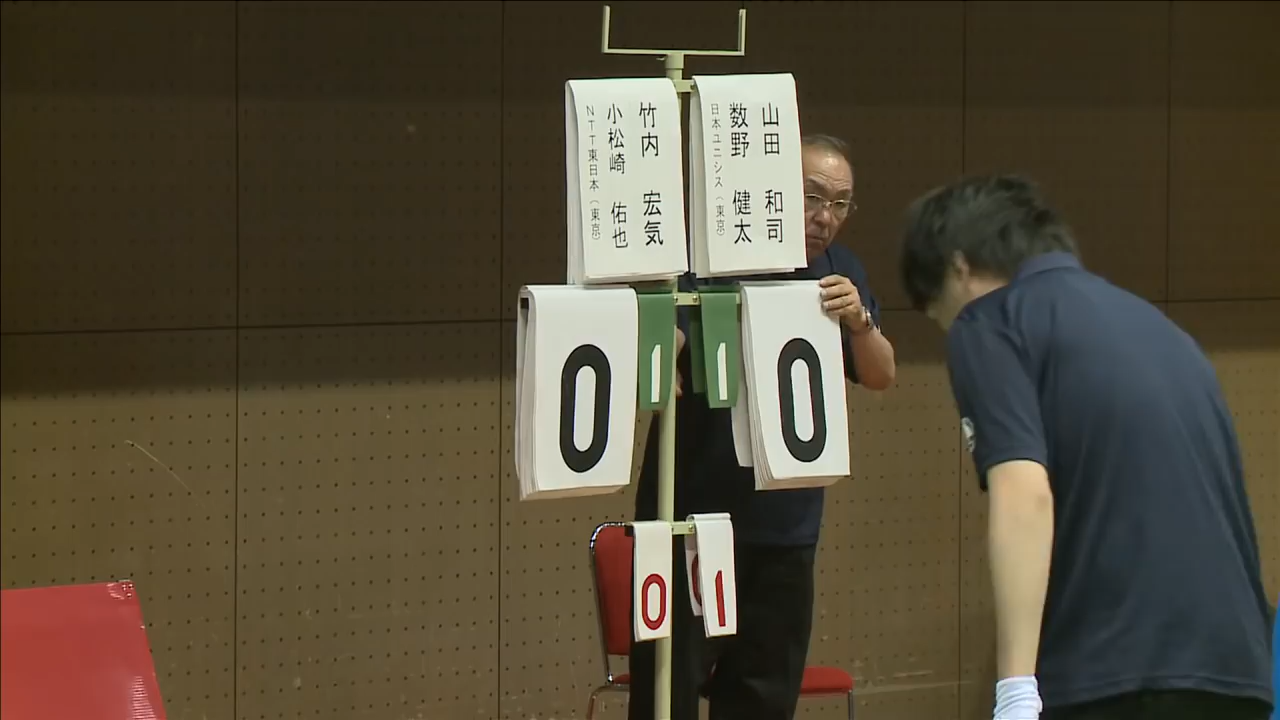 竹内 宏気
小松崎 佑也
NTT東日本(東京)
山田 和司
数野 健太
日本ユニシス(東京)
0 1 1 0
0 1